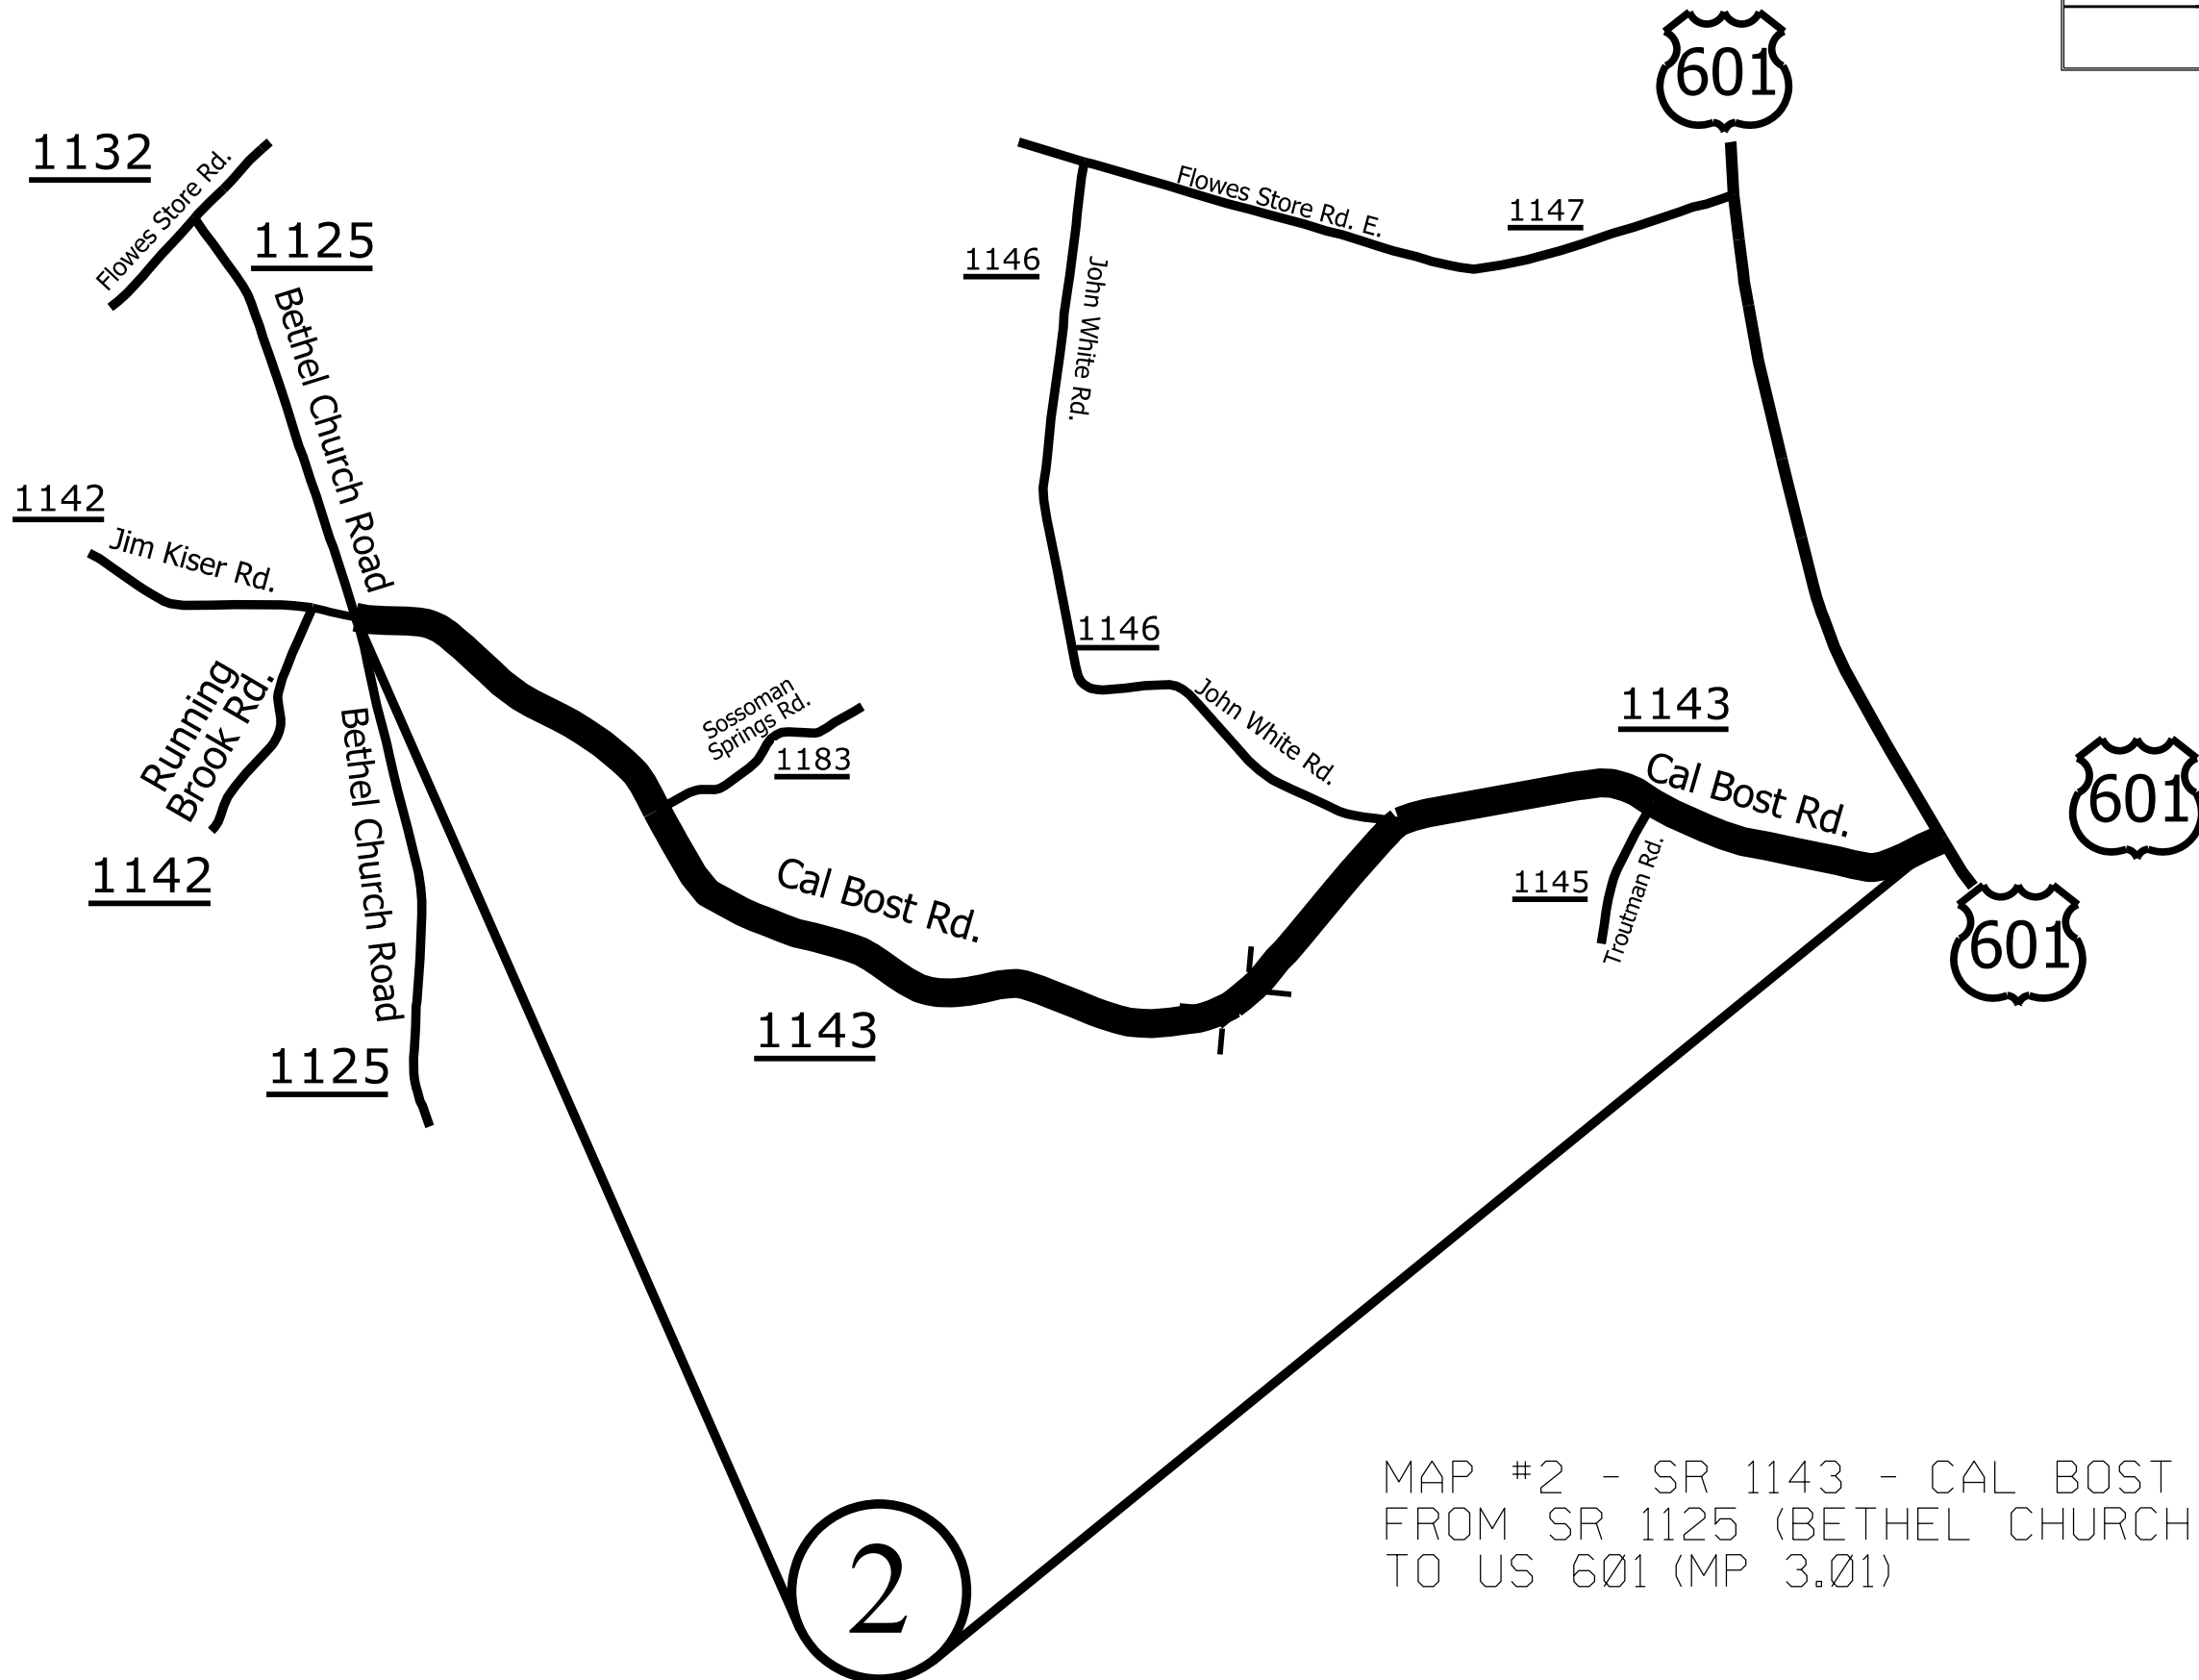 601
1132
Flowes Store Rd.
1125
Bethel Church Road
Flowes Store Rd. E.
1147
1146
John White Rd.
1142
Jim Kiser Rd.
1146
John White Rd.
Running
Brook Rd.
1142
Sossoman
Springs Rd.
1183
1143
Cal Bost Rd.
601
Bethel Church Road
1125
Cal Bost Rd.
1143
1145
Troutman Rd.
601
MAP #2 - SR 1143 - CAL BOST
FROM SR 1125 (BETHEL CHURCH
TO US 601 (MP 3.01)
2